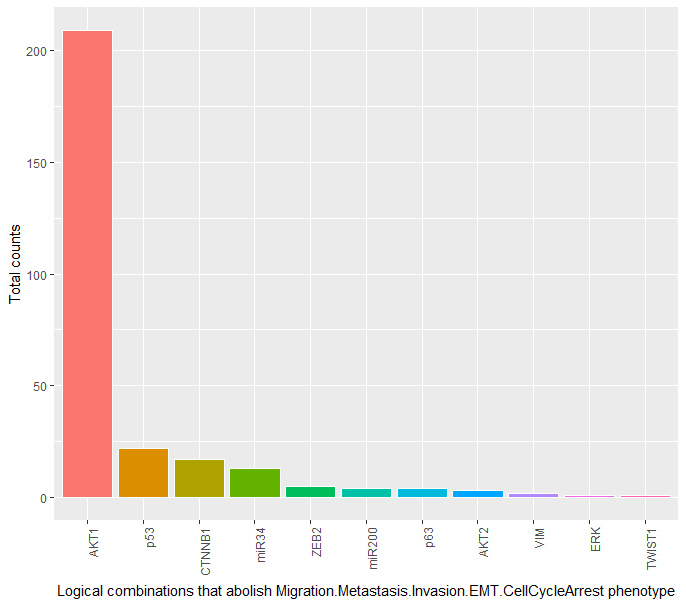 Total counts
200
150
100
50
0
AKT1
p53
CTNNB1
miR34
ZEB2
miR200
p63
AKT2
VIM
ERK
TWIST1
Logical combinations that abolish Migration.Metastasis.Invasion.EMT.CellCycleArrest phenotype